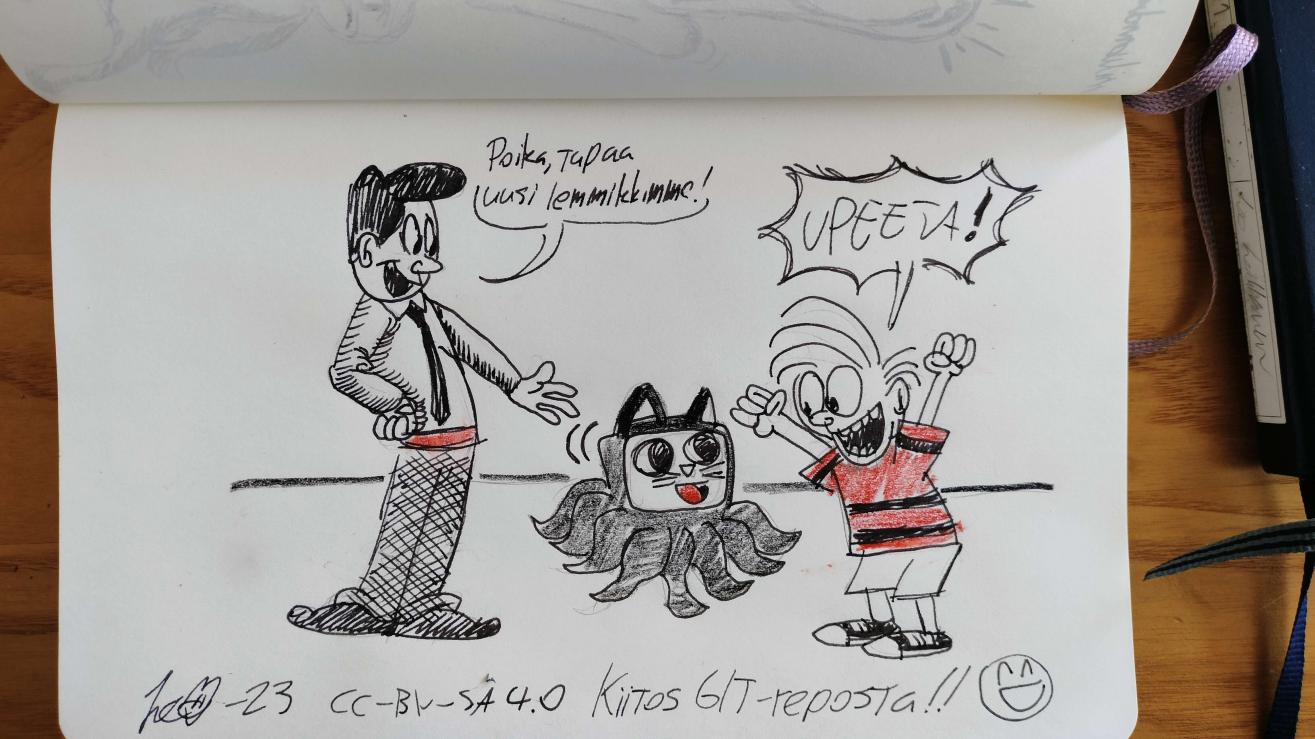 Poika, tapaa
uusi lemmikkimme!
UPEETA!
-23 CC-BY-SA 4.0 Kiitos GIT-reposta!!